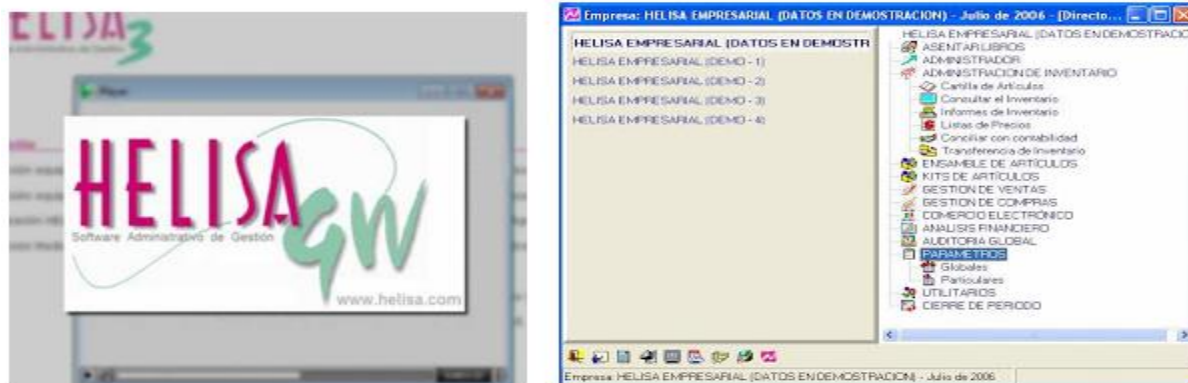 ELISA3
HELISA
GW
Software Administrativo de Gestión
www.helisa.com
Empresa: HELISA EMPRESARIAL (DATOS EN DEMOSTRACION) - Julio de 2006 - [Directo...
HELISA EMPRESARIAL (DATOS EN DEMOSTR
HELISA EMPRESARIAL (DEMO - 1)
HELISA EMPRESARIAL (DEMO - 2)
HELISA EMPRESARIAL (DEMO - 3)
HELISA EMPRESARIAL (DEMO - 4)
HELISA EMPRESARIAL (DATOS EN DEMOSTRACIO
ASENTAR LIBROS
ADMINISTRADOR
ADMINISTRACION DE INVENTARIO
Cartilla de Artículos
Consultar el Inventario
Informes de Inventario
Listas de Precios
Conciliar con contabilidad
Transferencia de Inventario
ENSAMBLE DE ARTÍCULOS
KITS DE ARTÍCULOS
GESTION DE VENTAS
GESTION DE COMPRAS
COMERCIO ELECTRÓNICO
ANALISIS FINANCIERO
AUDITORIA GLOBAL
PARAMETROS
Globales
Particulares
UTILITARIOS
CIERRE DE PERIODO
Empresa: HELISA EMPRESARIAL (DATOS EN DEMOSTRACION) - Julio de 2006